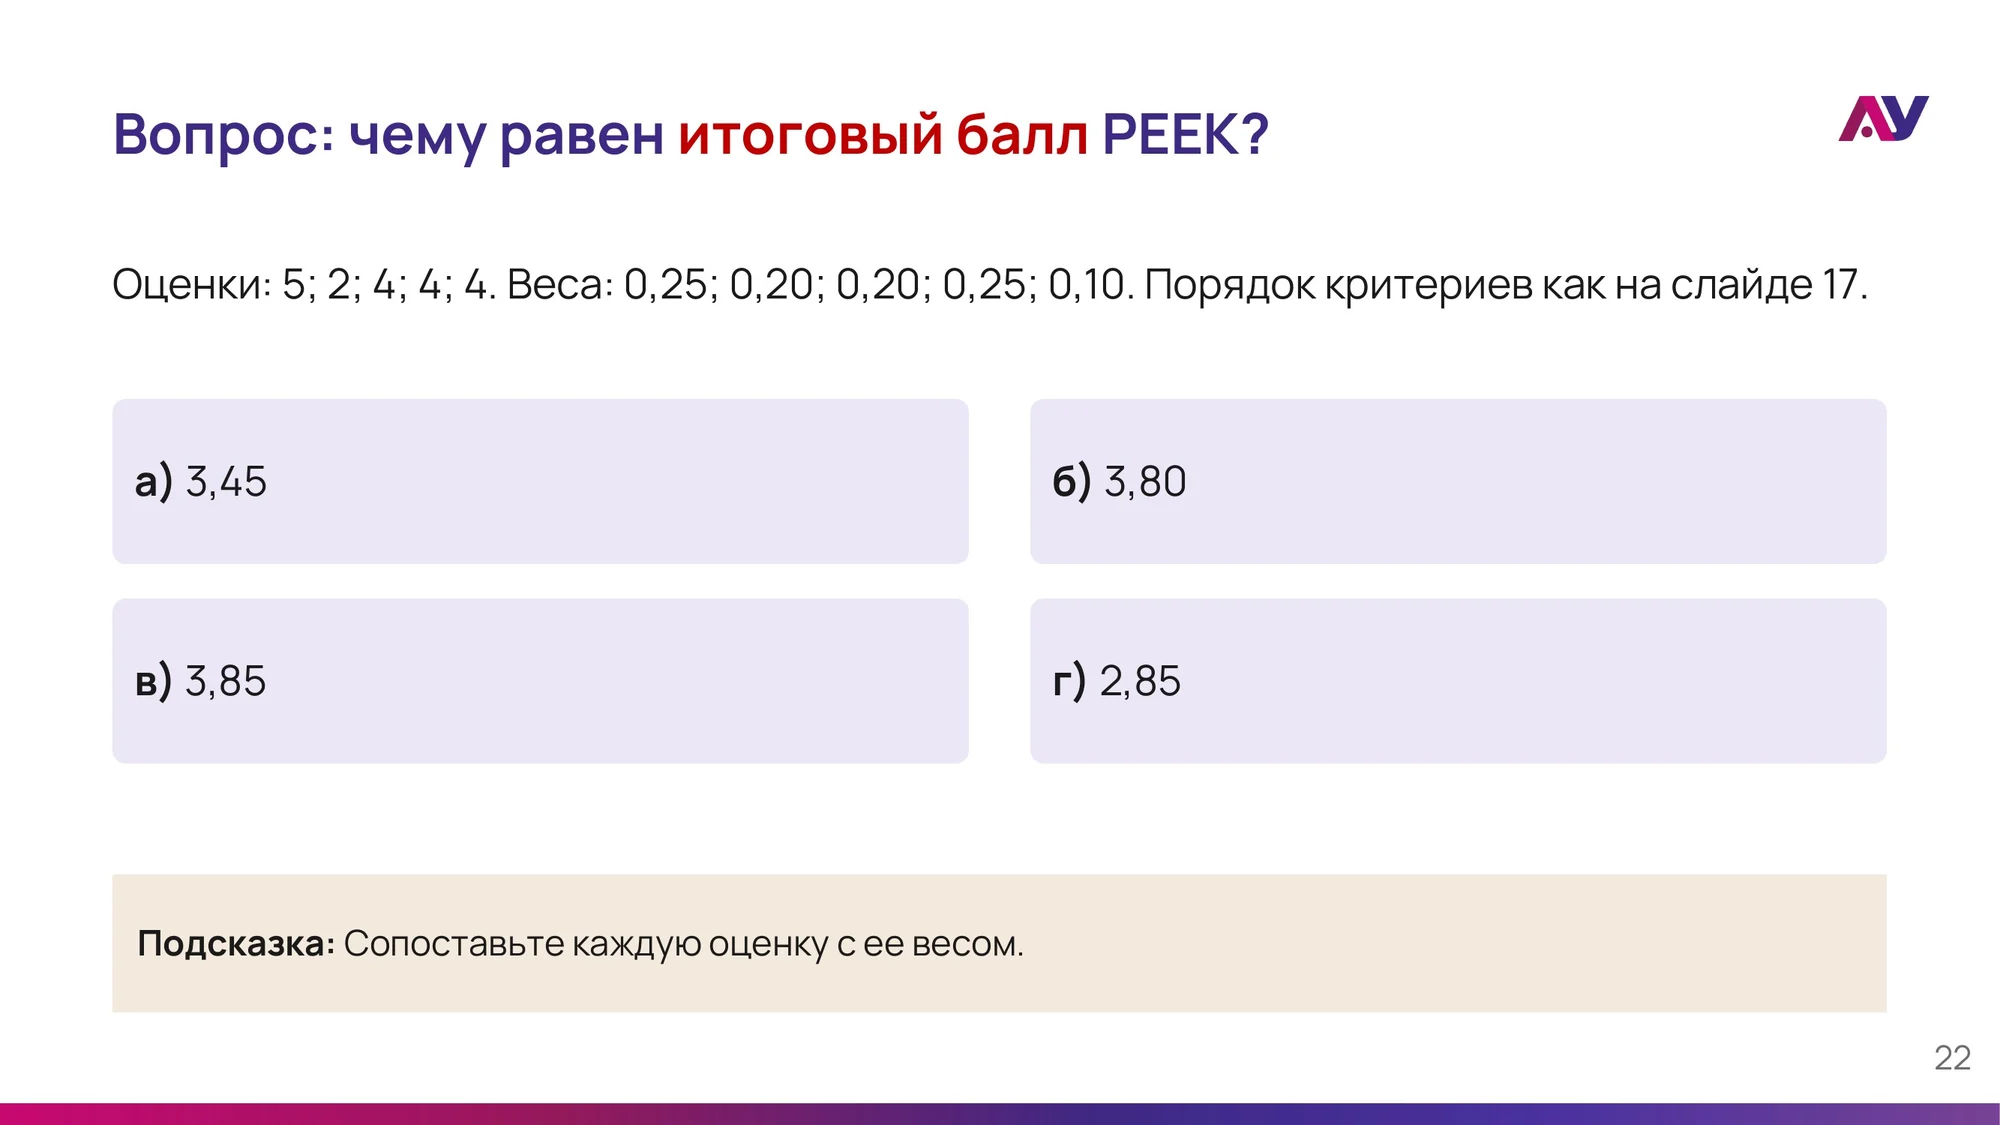 Вопрос: чему равен итоговый балл PEEK?
АУ
Оценки: 5; 2; 4; 4; 4. Веса: 0,25; 0,20; 0,20; 0,25; 0,10. Порядок критериев как на слайде 17.
а) 3,45
б) 3,80
в) 3,85
г) 2,85
Подсказка: Сопоставьте каждую оценку с ее весом.
22